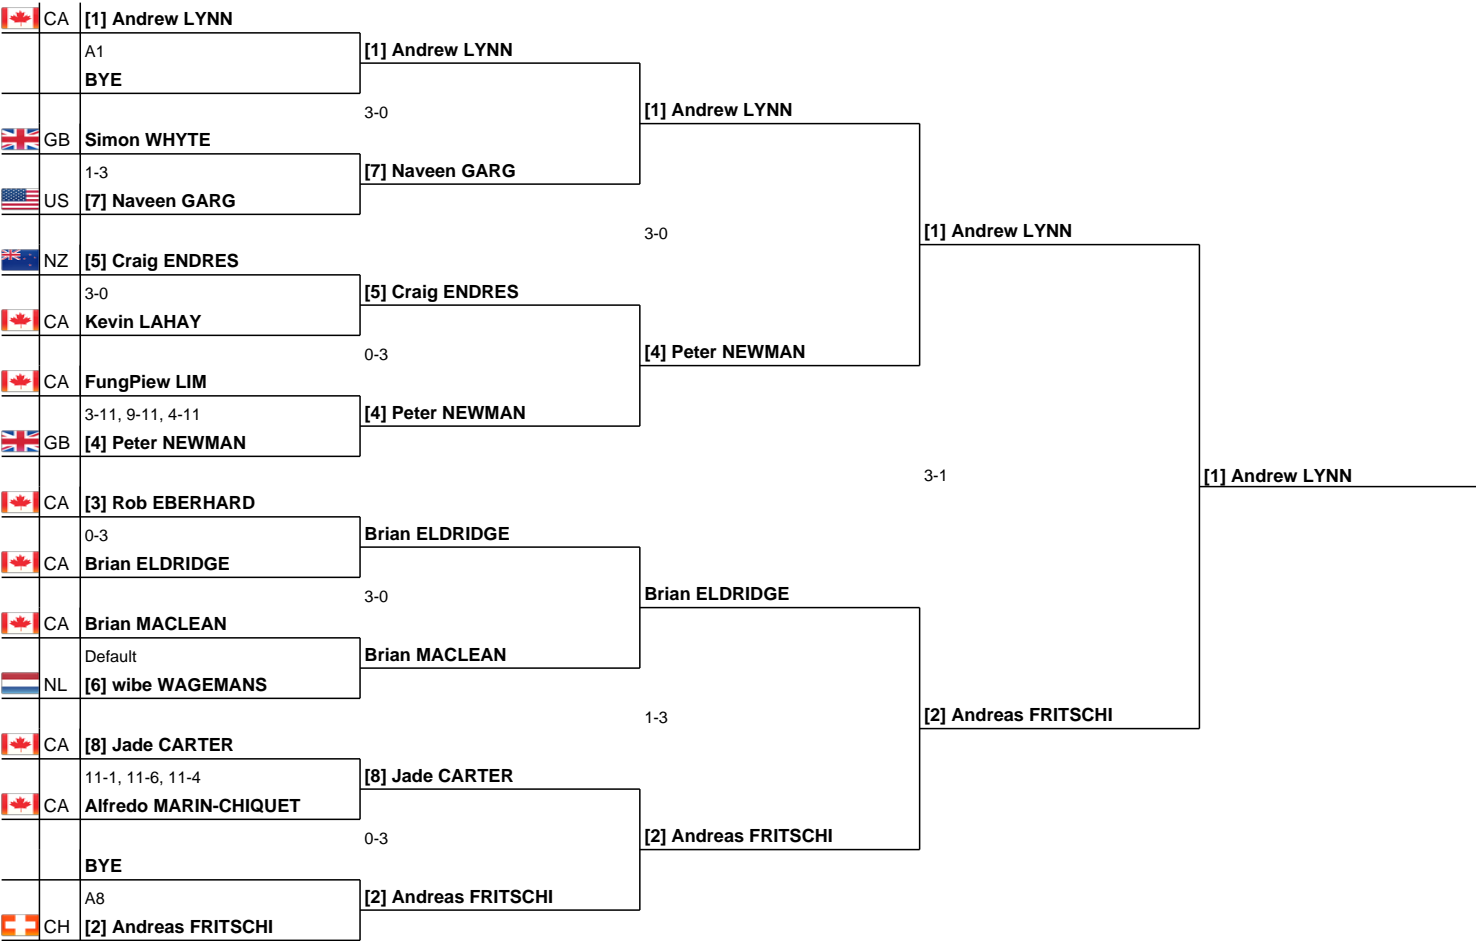 CA [1] Andrew LYNN
A1
[1] Andrew LYNN
BYE
3-0
[1] Andrew LYNN
GB Simon WHYTE
1-3
[7] Naveen GARG
US [7] Naveen GARG
3-0
[1] Andrew LYNN
NZ [5] Craig ENDRES
3-0
[5] Craig ENDRES
CA Kevin LAHAY
0-3
[4] Peter NEWMAN
CA FungPiew LIM
3-11, 9-11, 4-11
[4] Peter NEWMAN
GB [4] Peter NEWMAN
3-1
[1] Andrew LYNN
CA [3] Rob EBERHARD
0-3
Brian ELDRIDGE
CA Brian ELDRIDGE
3-0
Brian ELDRIDGE
CA Brian MACLEAN
Default
Brian MACLEAN
NL [6] wibe WAGEMANS
1-3
[2] Andreas FRITSCHI
CA [8] Jade CARTER
11-1, 11-6, 11-4
[8] Jade CARTER
CA Alfredo MARIN-CHIQUET
0-3
[2] Andreas FRITSCHI
BYE
A8
[2] Andreas FRITSCHI
CH [2] Andreas FRITSCHI